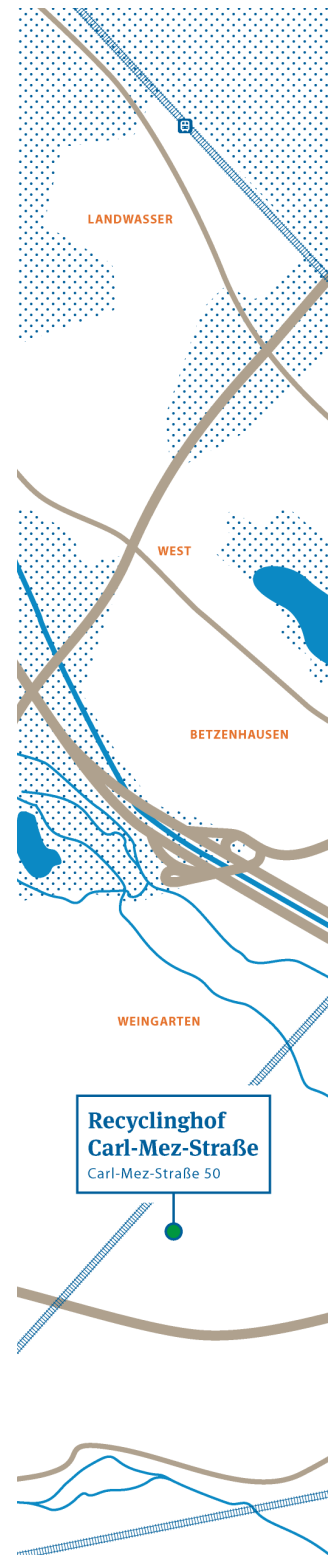 LANDWASSER
WEST
BETZENHAUSEN
WEINGARTEN
Recyclinghof
Carl-Mez-Straße
Carl-Mez-Straße 50